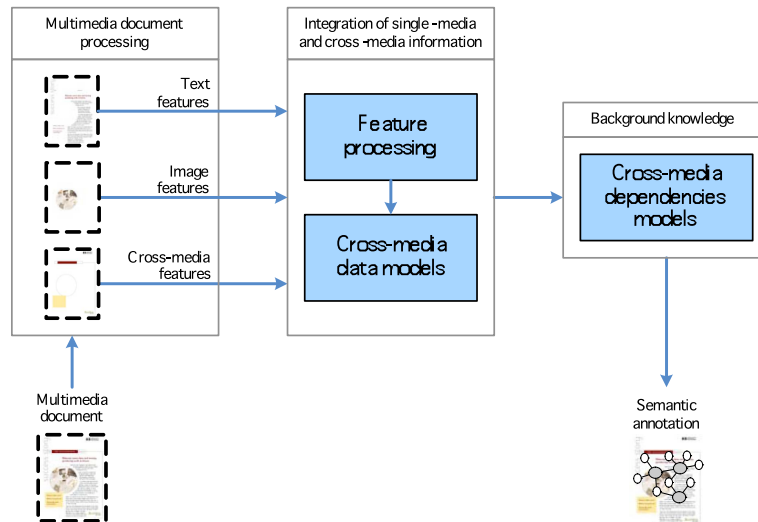 Multimedia document
processing
Text
features
Image
features
Cross-media
features
Multimedia
document
Integration of single -media
and cross -media information
Feature
processing
Cross-media
data models
Background knowledge
Cross-media
dependencies
models
Semantic
annotation